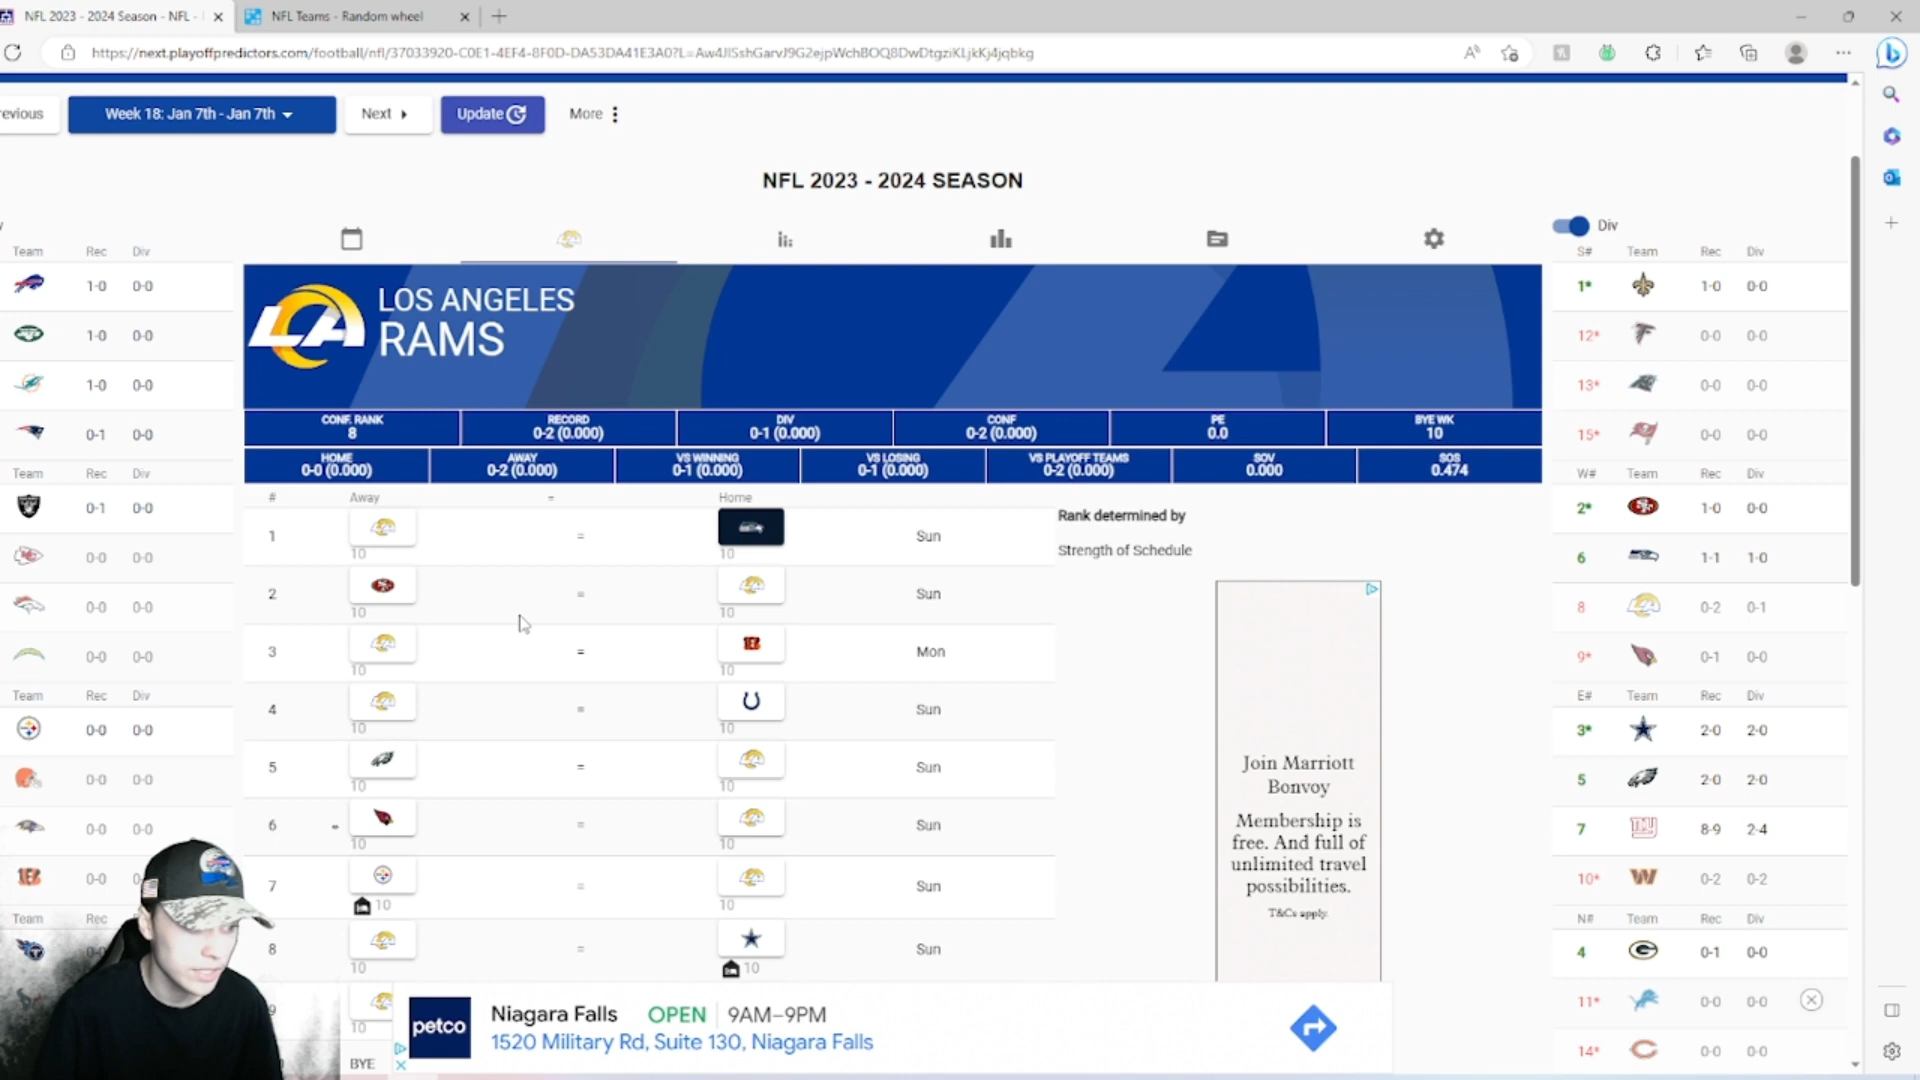 NFL 2023 - 2024 Season - NFL -
NFL Teams - Random wheel
https://next.playoffpredictors.com/football/nfl/37033920-C0E1-4EF4-8F0D-DA53DA41E3A0?L=Aw4JlSshGarvJ9G2ejpWchBOQ8DwDtgziKLjkKj4jqbkg
revious
Week 18: Jan 7th - Jan 7th
Next
Update
More
NFL 2023 - 2024 SEASON
Team Rec Div
1-0 0-0
1-0 0-0
1-0 0-0
0-1 0-0
Team Rec Div
0-1 0-0
0-0 0-0
0-0 0-0
0-0 0-0
Team Rec Div
0-0 0-0
0-0 0-0
0-0 0-0
0-0
Team Rec
LOS ANGELES
RAMS
CONF. RANK RECORD DIV CONF PE BYE WK
8 0-2 (0.000) 0-1 (0.000) 0-2 (0.000) 0.0 10
HOME AWAY VS WINNING VS LOSING VS PLAYOFF TEAMS SOV SOS
0-0 (0.000) 0-2 (0.000) 0-1 (0.000) 0-1 (0.000) 0-2 (0.000) 0.000 0.474
# Away = Home
1 = Sun
10 10
2 = Sun
10 10
3 = Mon
10 10
4 = Sun
10 10
5 = Sun
10 10
6 = Sun
10 10
7 = Sun
10 10
8 = Sun
10 10
9
10
BYE
Rank determined by
Strength of Schedule
Join Marriott
Bonvoy
Membership is
free. And full of
unlimited travel
possibilities.
T&Cs apply.
petco
Niagara Falls OPEN 9AM–9PM
1520 Military Rd, Suite 130, Niagara Falls
Div
S# Team Rec Div
1* 1-0 0-0
12* 0-0 0-0
13* 0-0 0-0
15* 0-0 0-0
W# Team Rec Div
2* 1-0 0-0
6 1-1 1-0
8 0-2 0-1
9* 0-1 0-0
E# Team Rec Div
3* 2-0 2-0
5 2-0 2-0
7 8-9 2-4
10* 0-2 0-2
N# Team Rec Div
4 0-1 0-0
11* 0-0 0-0
14* 0-0 0-0